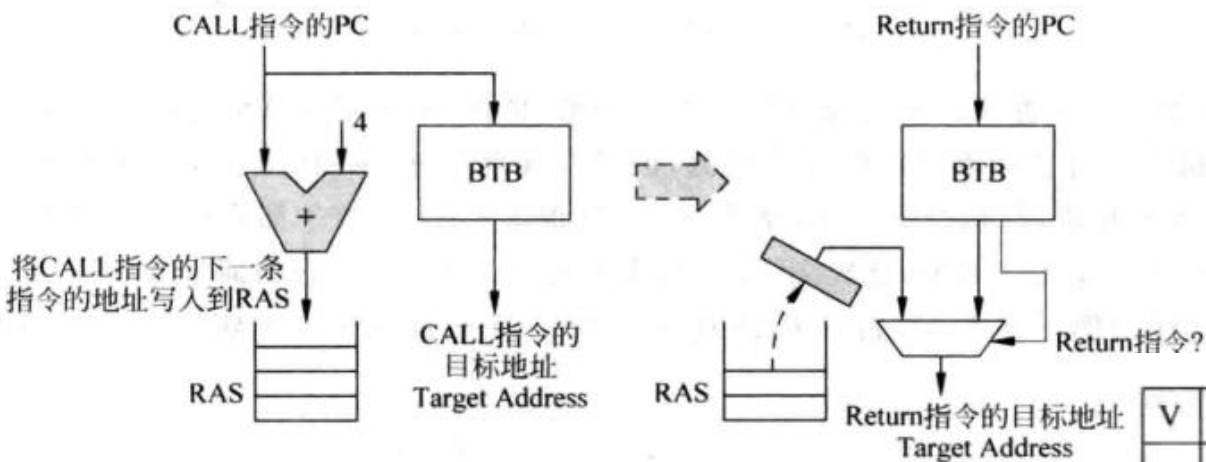 CALL指令的PC
4
+
BTB
将CALL指令的下一条
指令的地址写入到RAS
RAS
CALL指令的
目标地址
Target Address
Return指令的PC
BTB
Return指令?
RAS
Return指令的目标地址
Target Address
V